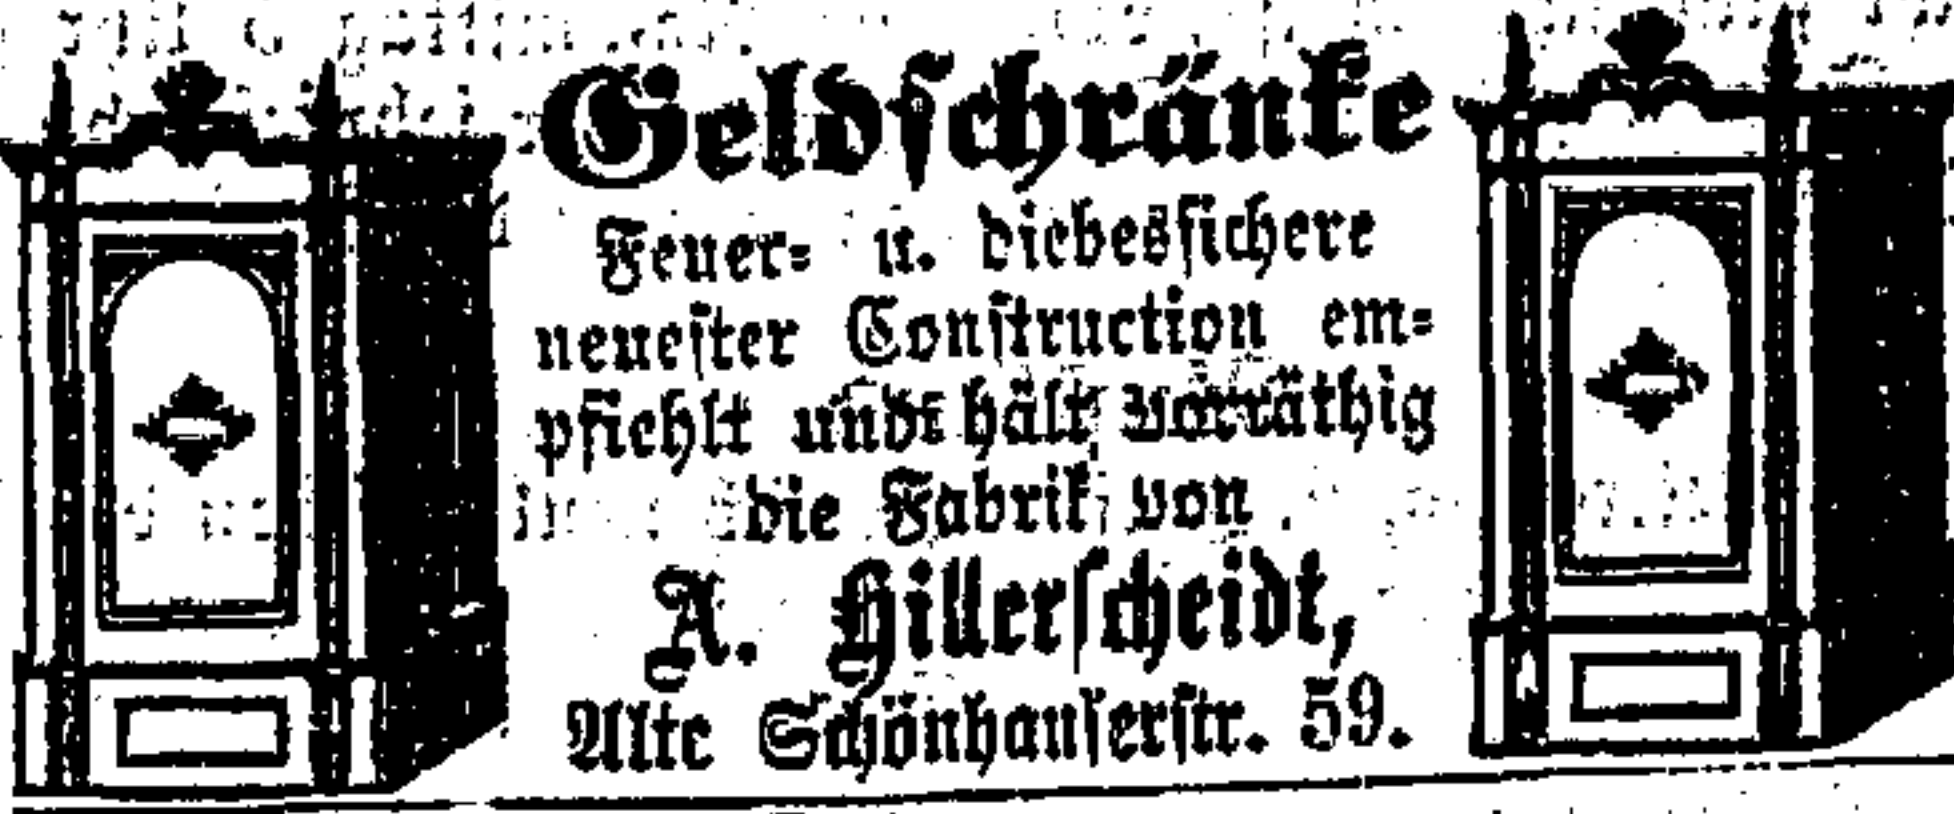 Geldschränke
Feuer- u. diebessichere
neuester Construction em-
pfiehlt und hält vorräthig
die Fabrik von
A. Hillerscheidt,
Alte Schönhauserstr. 59.